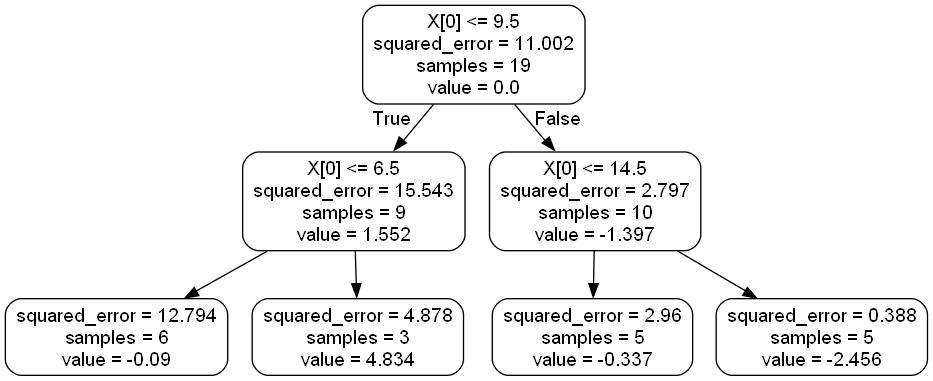 X[0] <= 9.5
squared_error = 11.002
samples = 19
value = 0.0
True
False
X[0] <= 6.5
squared_error = 15.543
samples = 9
value = 1.552
X[0] <= 14.5
squared_error = 2.797
samples = 10
value = -1.397
squared_error = 12.794
samples = 6
value = -0.09
squared_error = 4.878
samples = 3
value = 4.834
squared_error = 2.96
samples = 5
value = -0.337
squared_error = 0.388
samples = 5
value = -2.456